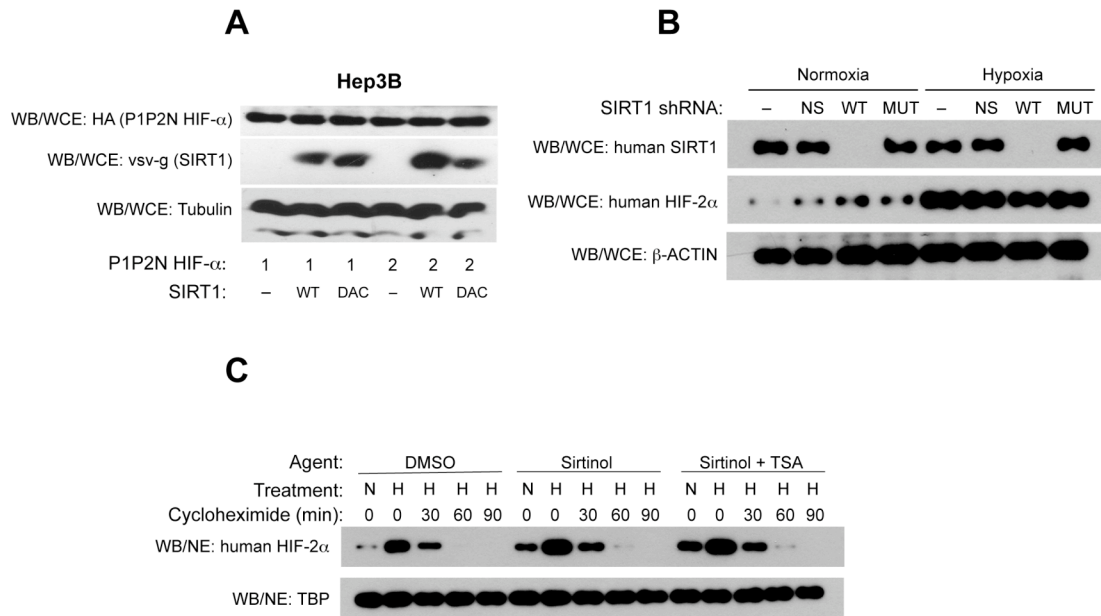 A
Hep3B
WB/WCE: HA (P1P2N HIF-α)
WB/WCE: vsv-g (SIRT1)
WB/WCE: Tubulin
P1P2N HIF-α: 1 1 1 2 2 2
SIRT1: – WT DAC – WT DAC
B
Normoxia Hypoxia
SIRT1 shRNA: – NS WT MUT – NS WT MUT
WB/WCE: human SIRT1
WB/WCE: human HIF-2α
WB/WCE: β-ACTIN
C
Agent: DMSO Sirtinol Sirtinol + TSA
Treatment: N H H H H N H H H H N H H H H
Cycloheximide (min): 0 0 30 60 90 0 0 30 60 90 0 0 30 60 90
WB/NE: human HIF-2α
WB/NE: TBP